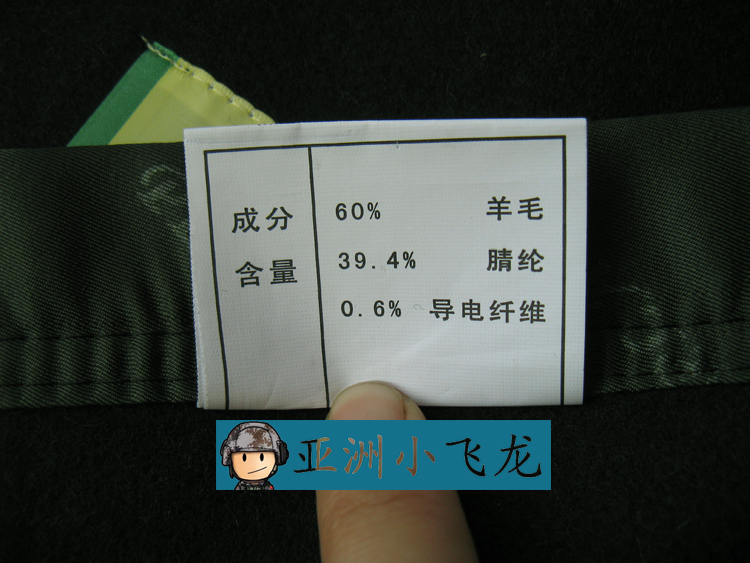 成分 60% 羊毛
含量 39.4% 腈纶
0.6% 导电纤维
亚洲小飞龙